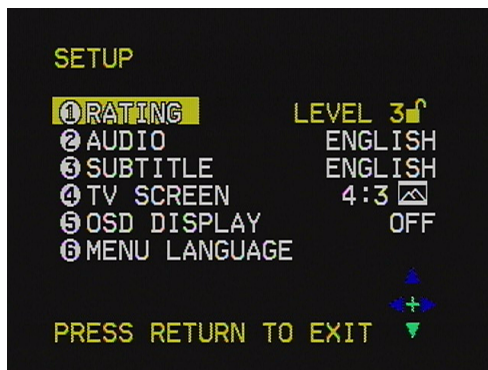 SETUP
1 RATING LEVEL 3
2 AUDIO ENGLISH
3 SUBTITLE ENGLISH
4 TV SCREEN 4:3
5 OSD DISPLAY OFF
6 MENU LANGUAGE
PRESS RETURN TO EXIT